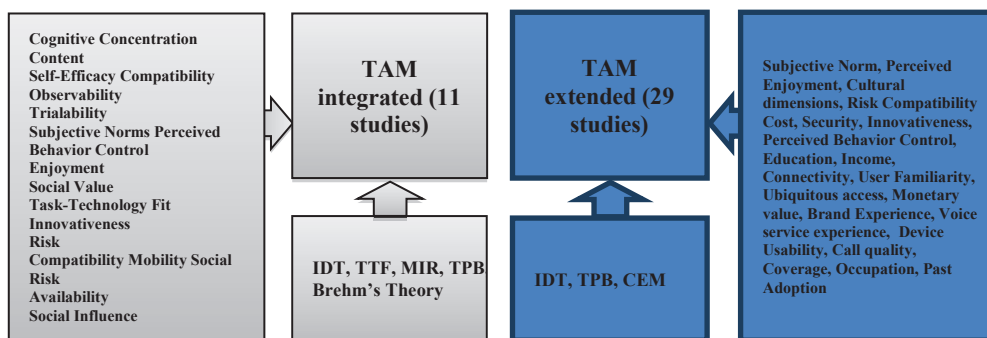 Cognitive Concentration
Content
Self-Efficacy Compatibility
Observability
Trialability
Subjective Norms Perceived
Behavior Control
Enjoyment
Social Value
Task-Technology Fit
Innovativeness
Risk
Compatibility Mobility Social
Risk
Availability
Social Influence
TAM
integrated (11
studies)
IDT, TTF, MIR, TPB
Brehm's Theory
TAM
extended (29
studies)
IDT, TPB, CEM
Subjective Norm, Perceived
Enjoyment, Cultural
dimensions, Risk Compatibility
Cost, Security, Innovativeness,
Perceived Behavior Control,
Education, Income,
Connectivity, User Familiarity,
Ubiquitous access, Monetary
value, Brand Experience, Voice
service experience, Device
Usability, Call quality,
Coverage, Occupation, Past
Adoption